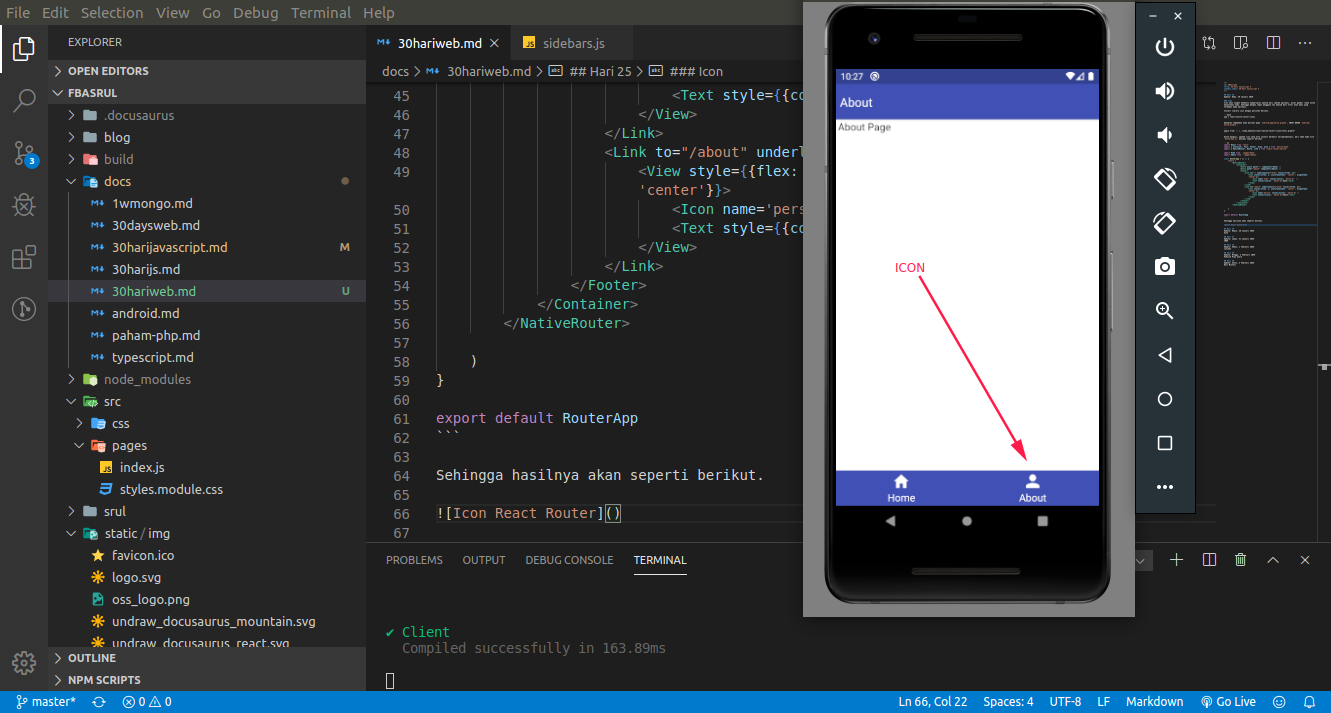 File Edit Selection View Go Debug Terminal Help
EXPLORER
OPEN EDITORS
FBASRUL
.docusaurus
blog
build
docs
1wmongo.md
30daysweb.md
30harijavascript.md M
30harijs.md
30hariweb.md U
android.md
paham-php.md
typescript.md
node_modules
src
css
pages
index.js
styles.module.css
srul
static / img
favicon.ico
logo.svg
oss_logo.png
undraw_docusaurus_mountain.svg
undraw_docusaurus_react.svg
OUTLINE
NPM SCRIPTS
3
30hariweb.md
JS sidebars.js
docs > 30hariweb.md > abc ## Hari 25 > abc ### Icon
45 <Text style={{co
46 </View>
47 </Link>
48 <Link to="/about" underl
49 <View style={{flex:
'center'}}>
50 <Icon name='pers
51 <Text style={{co
52 </View>
53 </Link>
54 </Footer>
55 </Container>
56 </NativeRouter>
57
58 )
59 }
60
61 export default RouterApp
62 ```
63
64 Sehingga hasilnya akan seperti berikut.
65
66 ![Icon React Router]()
67
PROBLEMS OUTPUT DEBUG CONSOLE TERMINAL
✔ Client
Compiled successfully in 163.89ms
10:27
About
About Page
ICON
Home About
master* 0 0 Ln 66, Col 22 Spaces: 4 UTF-8 LF Markdown Go Live